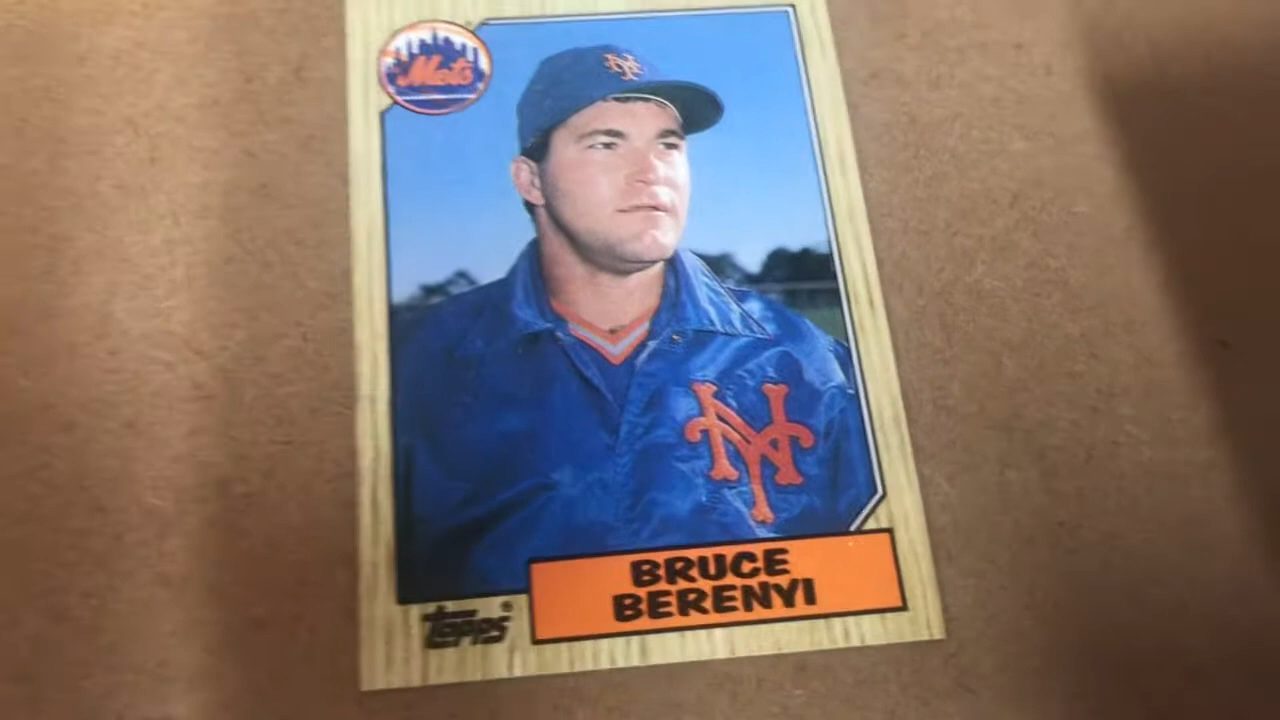 Mets
NY
NY
BRUCE
BERENYI
TOPPS®